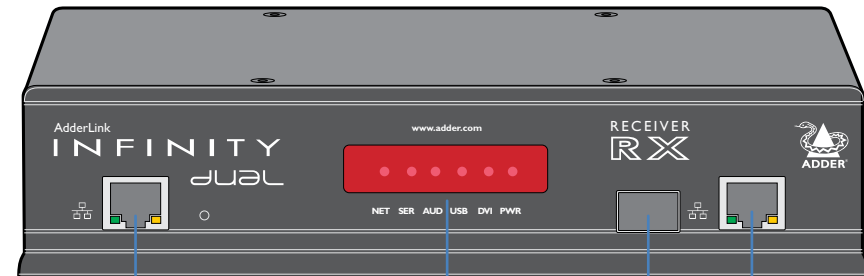 AdderLink
INFINITY
dual
www.adder.com
NET SER AUD USB DVI PWR
RECEIVER
RX
ADDER®